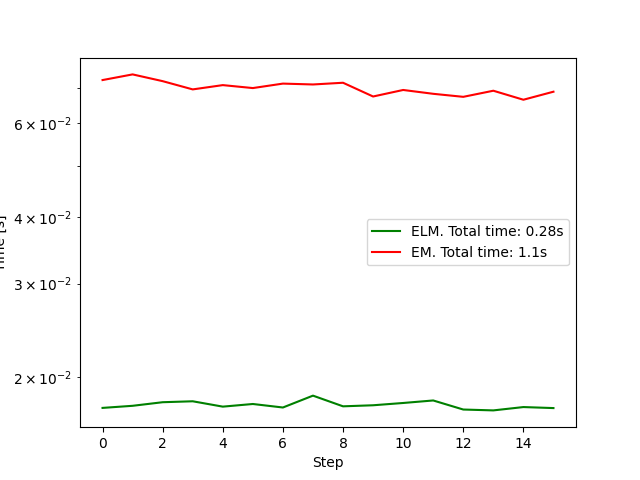 6 × 10⁻²
4 × 10⁻²
3 × 10⁻²
2 × 10⁻²
Time [s]
ELM. Total time: 0.28s
EM. Total time: 1.1s
0 2 4 6 8 10 12 14
Step